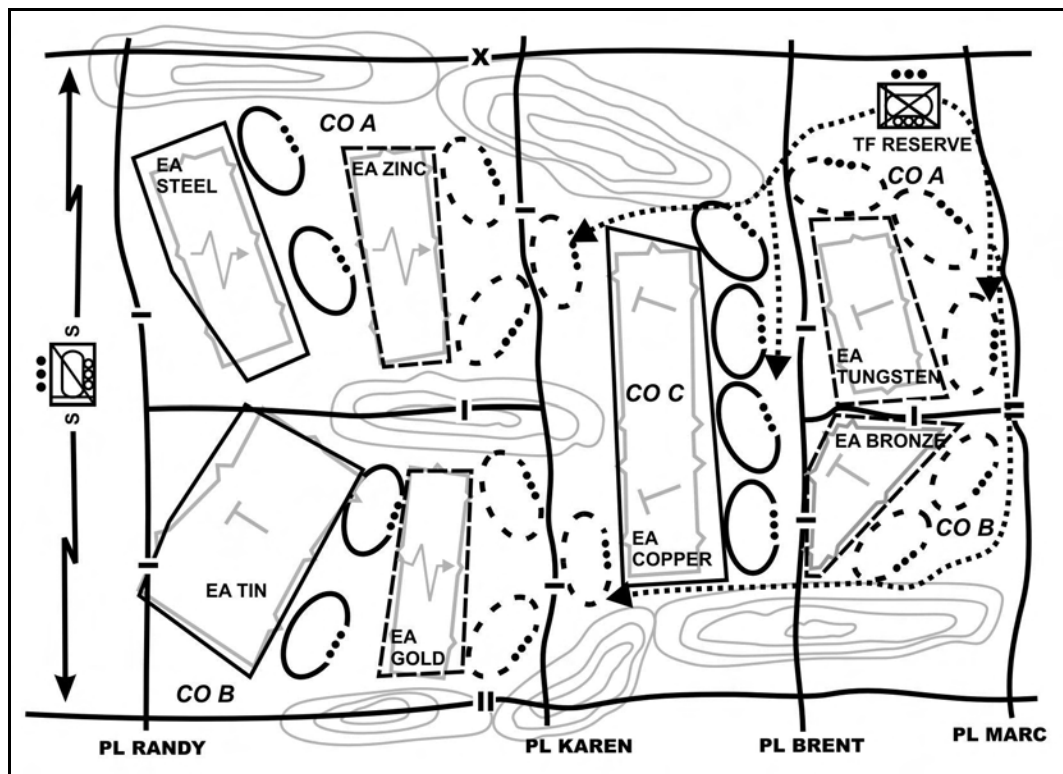 X
CO A
TF RESERVE
EA
STEEL
EA ZINC
CO A
S
EA
TUNGSTEN
CO C
S
EA BRONZE
EA
COPPER
CO B
EA TIN
EA
GOLD
CO B
PL RANDY
PL KAREN
PL BRENT
PL MARC